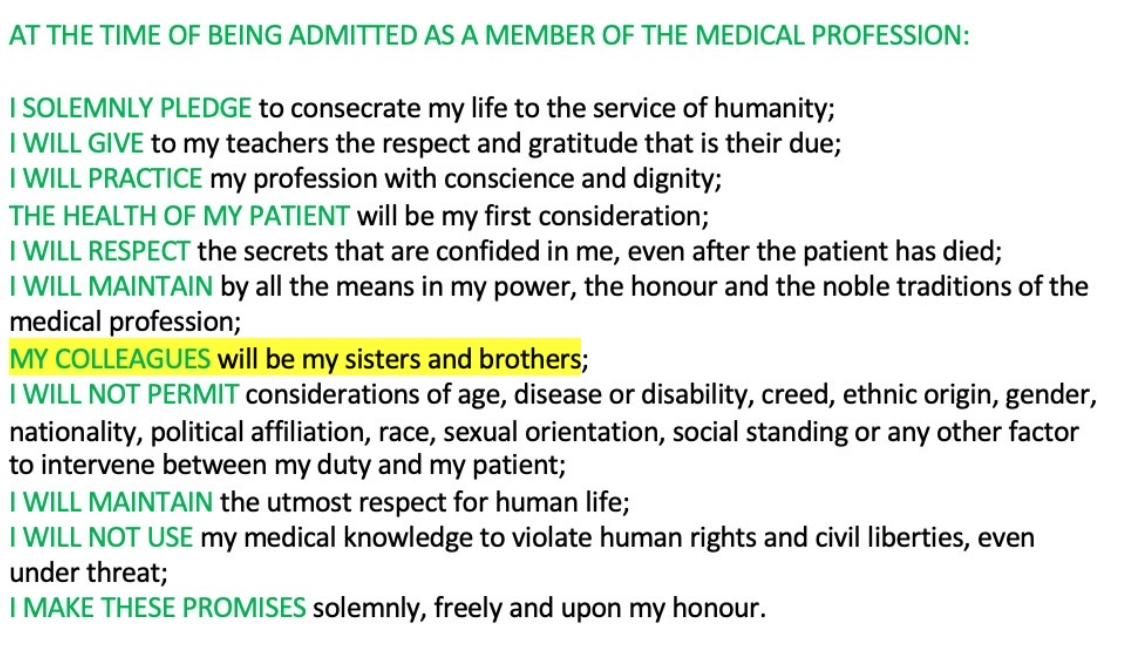 AT THE TIME OF BEING ADMITTED AS A MEMBER OF THE MEDICAL PROFESSION:
I SOLEMNLY PLEDGE to consecrate my life to the service of humanity;
I WILL GIVE to my teachers the respect and gratitude that is their due;
I WILL PRACTICE my profession with conscience and dignity;
THE HEALTH OF MY PATIENT will be my first consideration;
I WILL RESPECT the secrets that are confided in me, even after the patient has died;
I WILL MAINTAIN by all the means in my power, the honour and the noble traditions of the
medical profession;
MY COLLEAGUES will be my sisters and brothers;
I WILL NOT PERMIT considerations of age, disease or disability, creed, ethnic origin, gender,
nationality, political affiliation, race, sexual orientation, social standing or any other factor
to intervene between my duty and my patient;
I WILL MAINTAIN the utmost respect for human life;
I WILL NOT USE my medical knowledge to violate human rights and civil liberties, even
under threat;
I MAKE THESE PROMISES solemnly, freely and upon my honour.